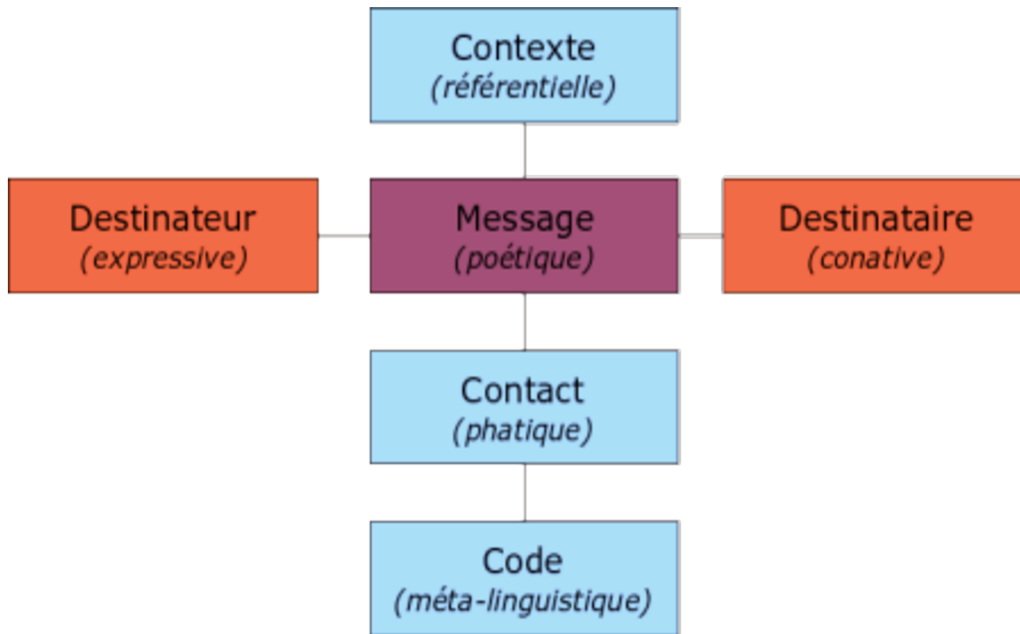 Contexte
(référentielle)
Destinateur
(expressive)
Message
(poétique)
Destinataire
(conative)
Contact
(phatique)
Code
(méta-linguistique)